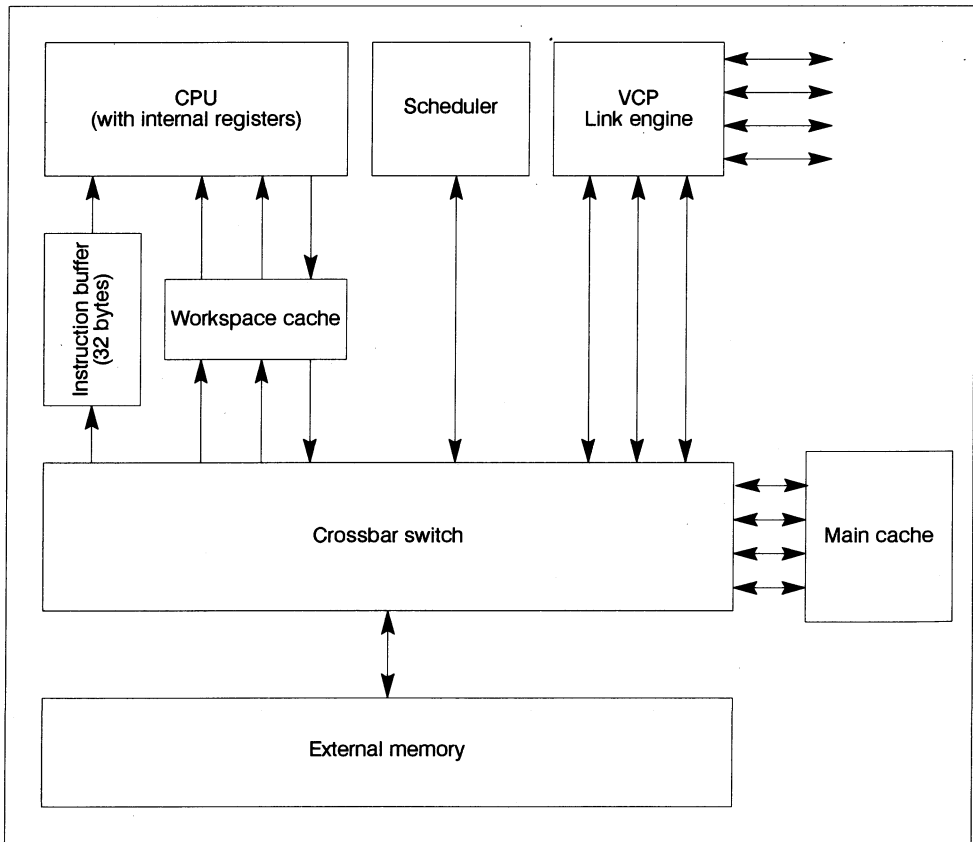 CPU
(with internal registers)
Scheduler
VCP
Link engine
Instruction buffer
(32 bytes)
Workspace cache
Crossbar switch
Main cache
External memory